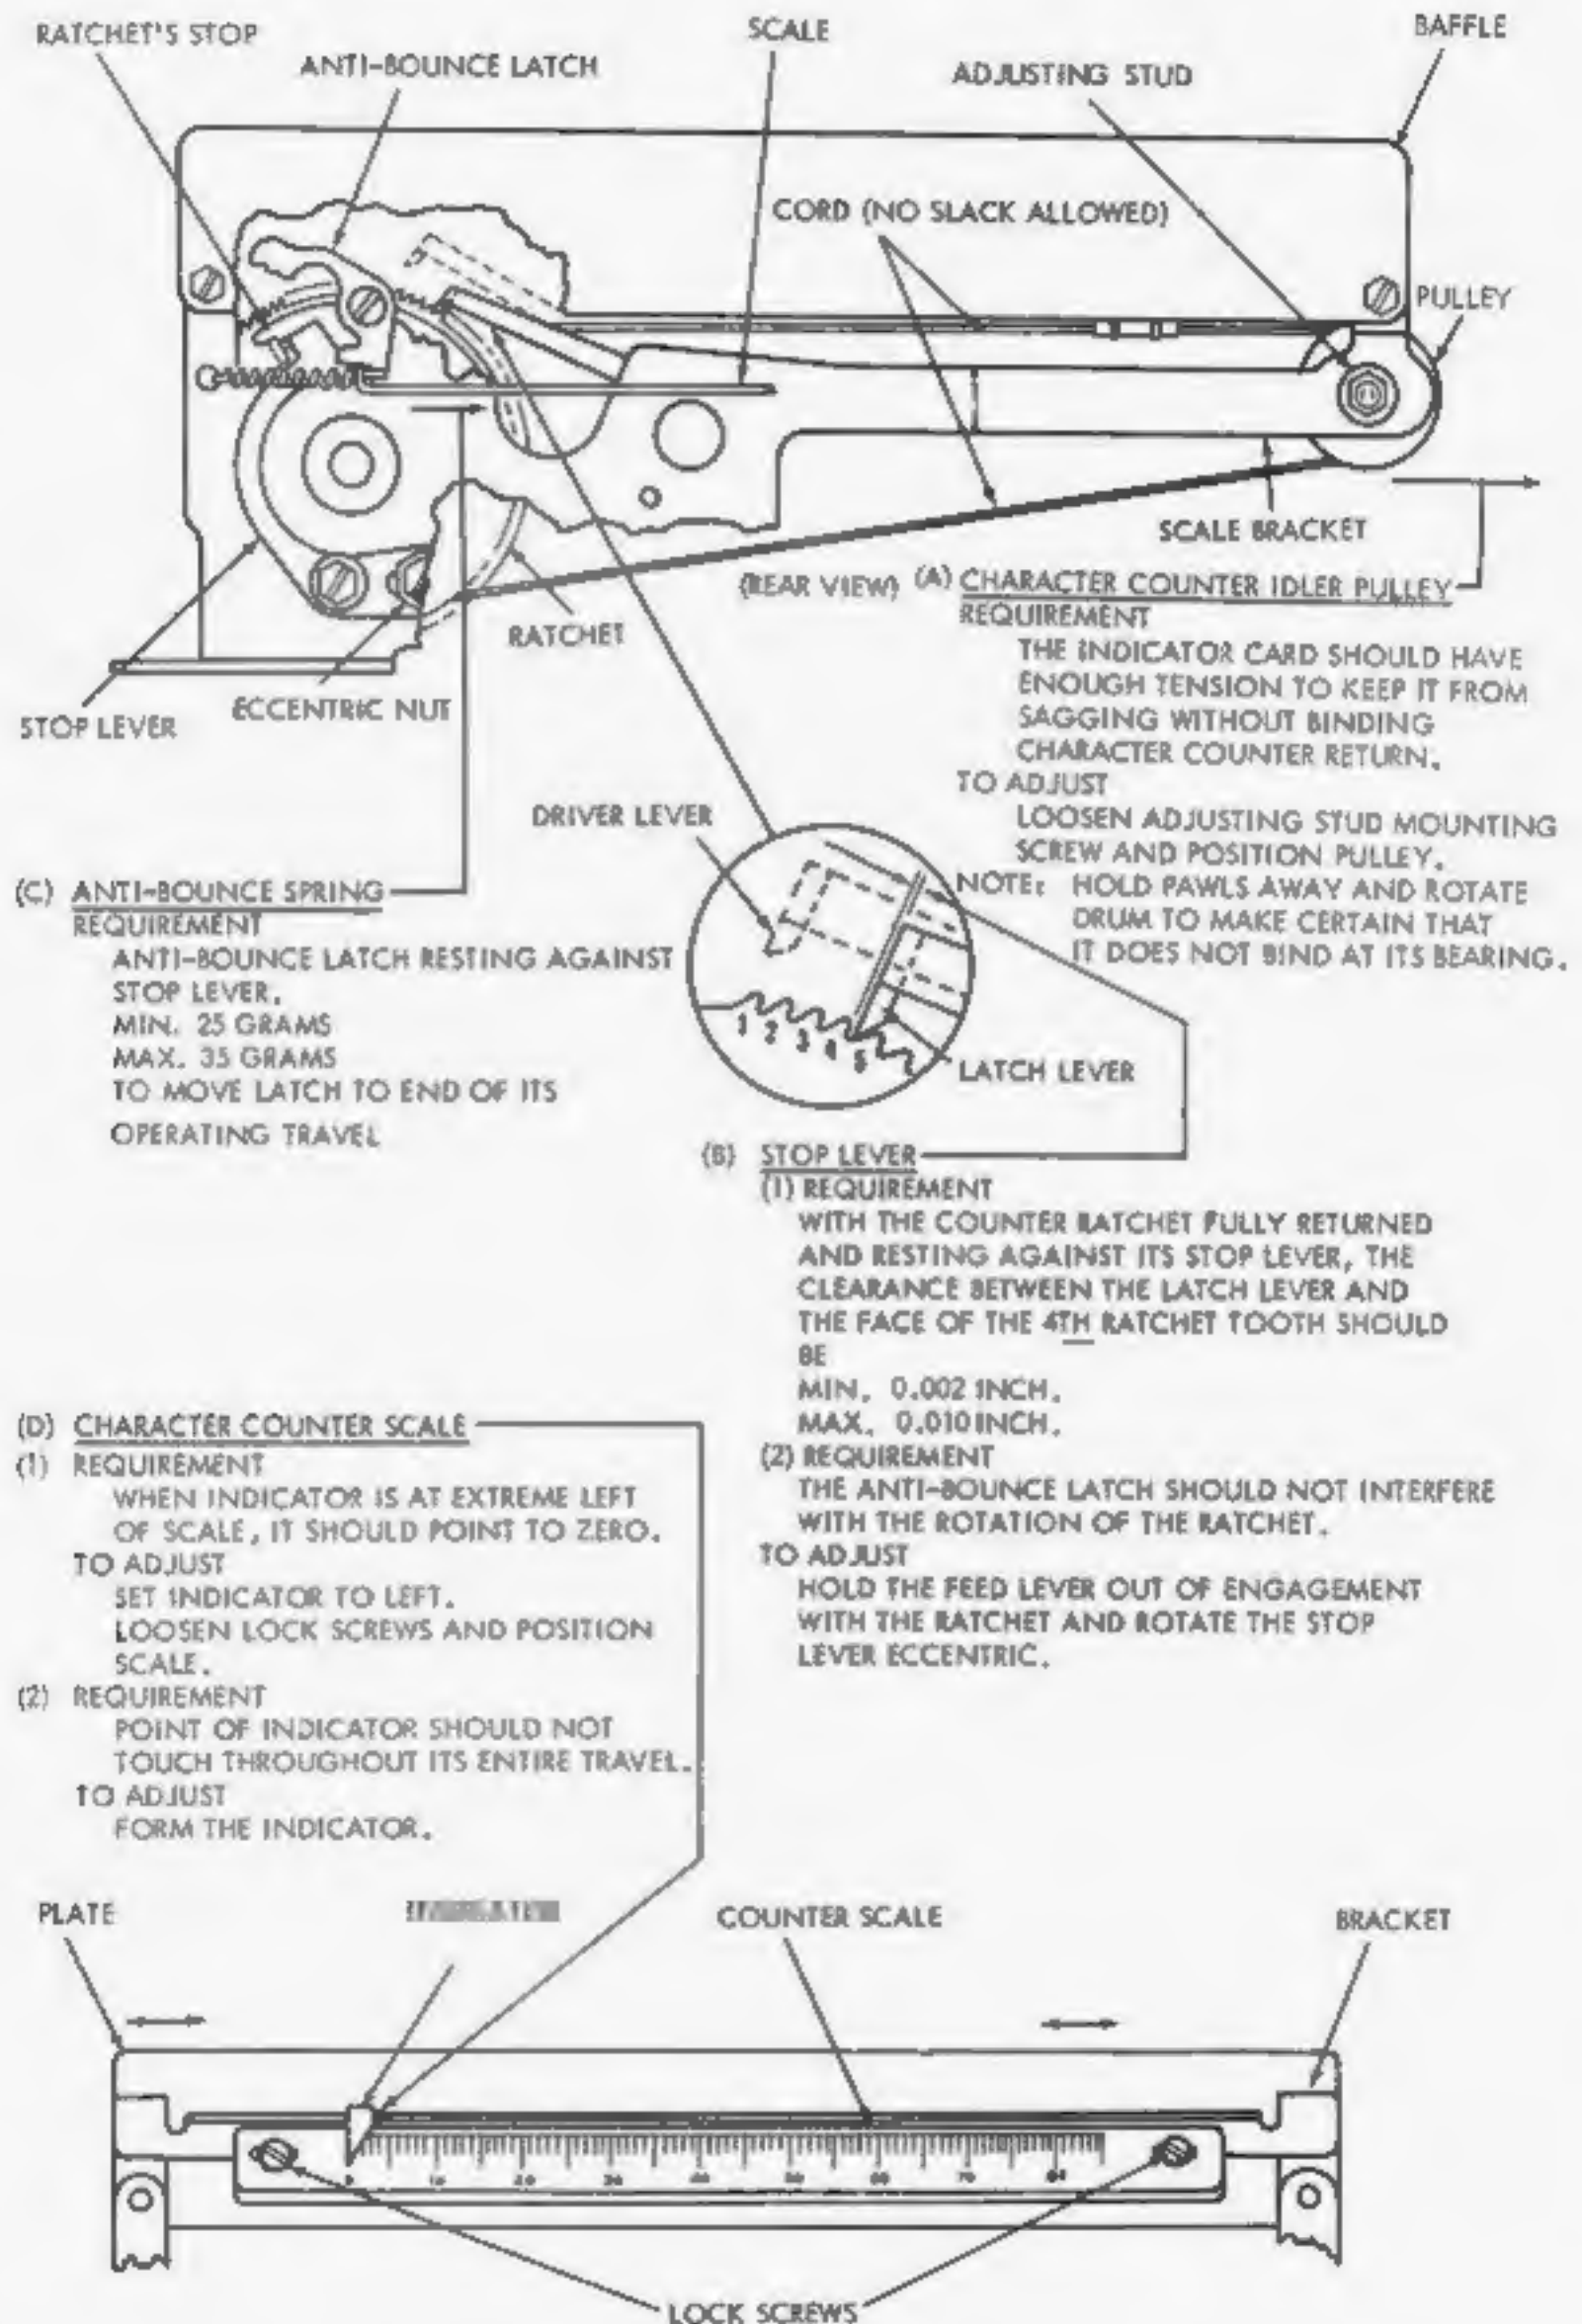 RATCHET'S STOP
ANTI-BOUNCE LATCH
SCALE
ADJUSTING STUD
BAFFLE
CORD (NO SLACK ALLOWED)
PULLEY
SCALE BRACKET
(REAR VIEW)
RATCHET
ECCENTRIC NUT
STOP LEVER
(A) CHARACTER COUNTER IDLER PULLEY
REQUIREMENT
THE INDICATOR CARD SHOULD HAVE
ENOUGH TENSION TO KEEP IT FROM
SAGGING WITHOUT BINDING
CHARACTER COUNTER RETURN.
TO ADJUST
LOOSEN ADJUSTING STUD MOUNTING
SCREW AND POSITION PULLEY.
NOTE: HOLD PAWLS AWAY AND ROTATE
DRUM TO MAKE CERTAIN THAT
IT DOES NOT BIND AT ITS BEARING.
DRIVER LEVER
1 2 3 4 5
LATCH LEVER
(C) ANTI-BOUNCE SPRING
REQUIREMENT
ANTI-BOUNCE LATCH RESTING AGAINST
STOP LEVER.
MIN. 25 GRAMS
MAX. 35 GRAMS
TO MOVE LATCH TO END OF ITS
OPERATING TRAVEL
(B) STOP LEVER
(1) REQUIREMENT
WITH THE COUNTER RATCHET FULLY RETURNED
AND RESTING AGAINST ITS STOP LEVER, THE
CLEARANCE BETWEEN THE LATCH LEVER AND
THE FACE OF THE 4TH RATCHET TOOTH SHOULD
BE
MIN. 0.002 INCH.
MAX. 0.010 INCH.
(2) REQUIREMENT
THE ANTI-BOUNCE LATCH SHOULD NOT INTERFERE
WITH THE ROTATION OF THE RATCHET.
TO ADJUST
HOLD THE FEED LEVER OUT OF ENGAGEMENT
WITH THE RATCHET AND ROTATE THE STOP
LEVER ECCENTRIC.
(D) CHARACTER COUNTER SCALE
(1) REQUIREMENT
WHEN INDICATOR IS AT EXTREME LEFT
OF SCALE, IT SHOULD POINT TO ZERO.
TO ADJUST
SET INDICATOR TO LEFT.
LOOSEN LOCK SCREWS AND POSITION
SCALE.
(2) REQUIREMENT
POINT OF INDICATOR SHOULD NOT
TOUCH THROUGHOUT ITS ENTIRE TRAVEL.
TO ADJUST
FORM THE INDICATOR.
PLATE
COUNTER SCALE
BRACKET
LOCK SCREWS